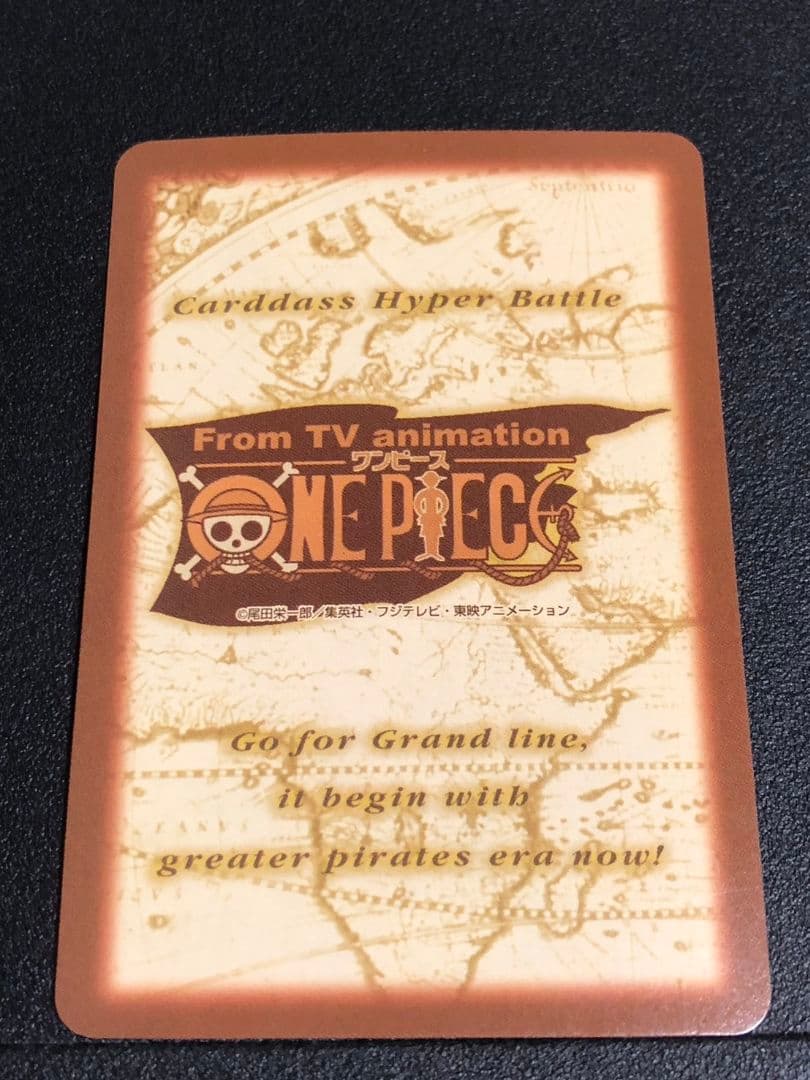 Septentrio
Carddass Hyper Battle
From TV animation
ワンピース
ONE PIECE
©尾田栄一郎／集英社・フジテレビ・東映アニメーション
Go for Grand line,
it begin with
greater pirates era now!